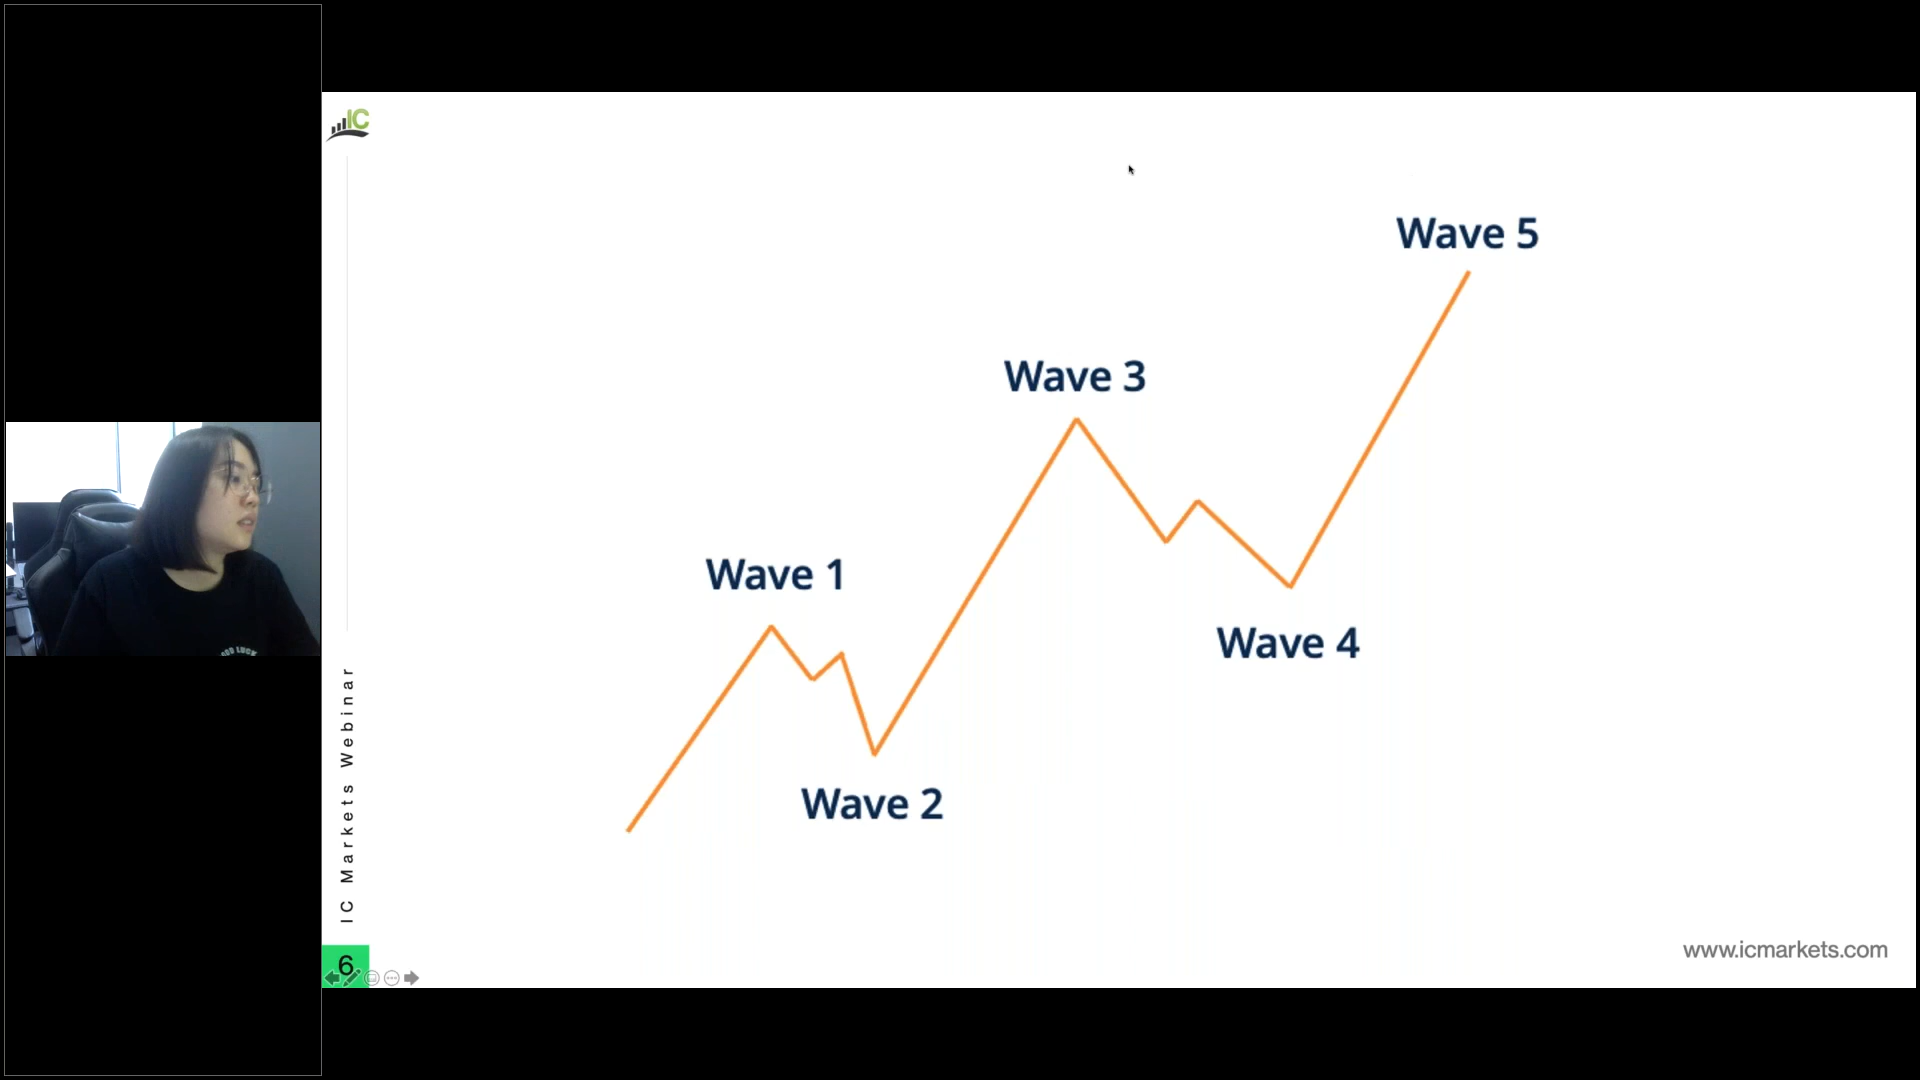 IC
Wave 5
Wave 3
Wave 1
Wave 4
Wave 2
IC Markets Webinar
www.icmarkets.com
6